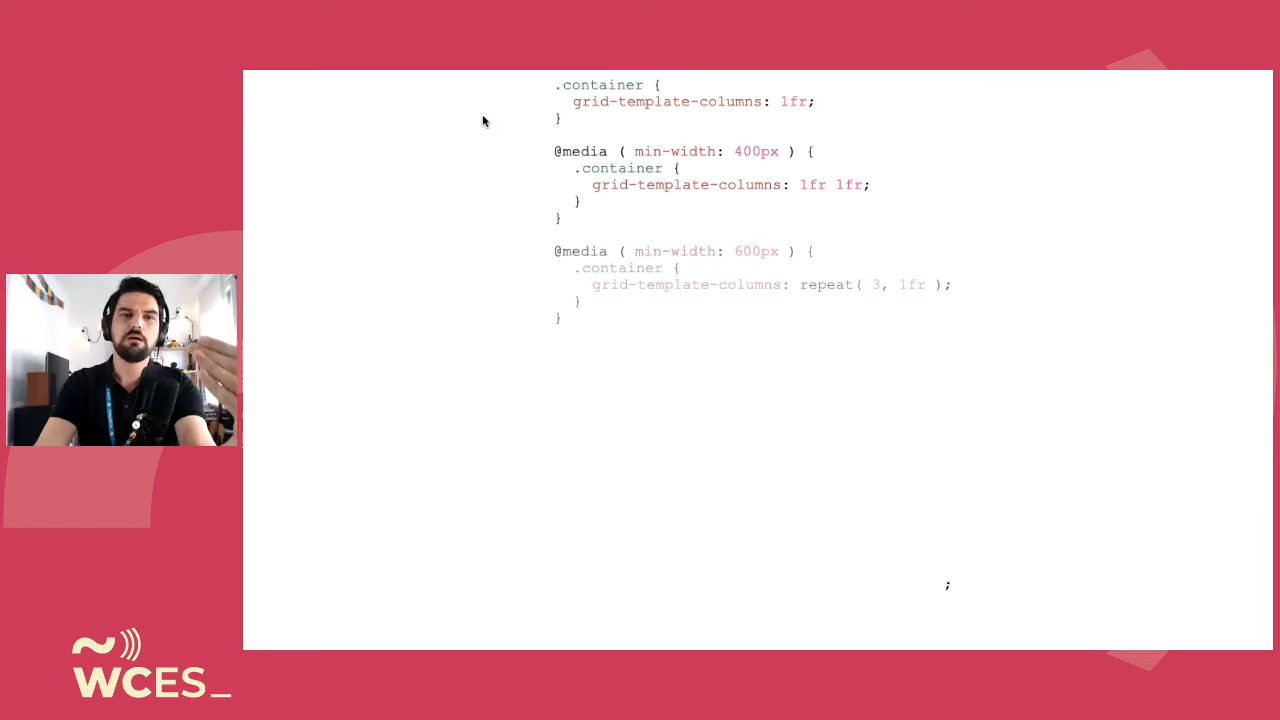 .container {
grid-template-columns: 1fr;
}
@media ( min-width: 400px ) {
.container {
grid-template-columns: 1fr 1fr;
}
}
@media ( min-width: 600px ) {
.container {
grid-template-columns: repeat( 3, 1fr );
}
}
;
~
WCES_